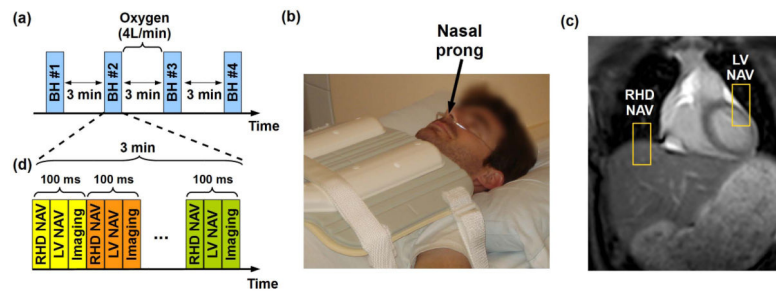 (a)
Oxygen
(4L/min)
BH #1
BH #2
BH #3
BH #4
3 min
3 min
3 min
Time
(d)
3 min
100 ms
100 ms
100 ms
RHD NAV
LV NAV
Imaging
RHD NAV
LV NAV
Imaging
...
RHD NAV
LV NAV
Imaging
Time
(b)
Nasal
prong
(c)
RHD
NAV
LV
NAV